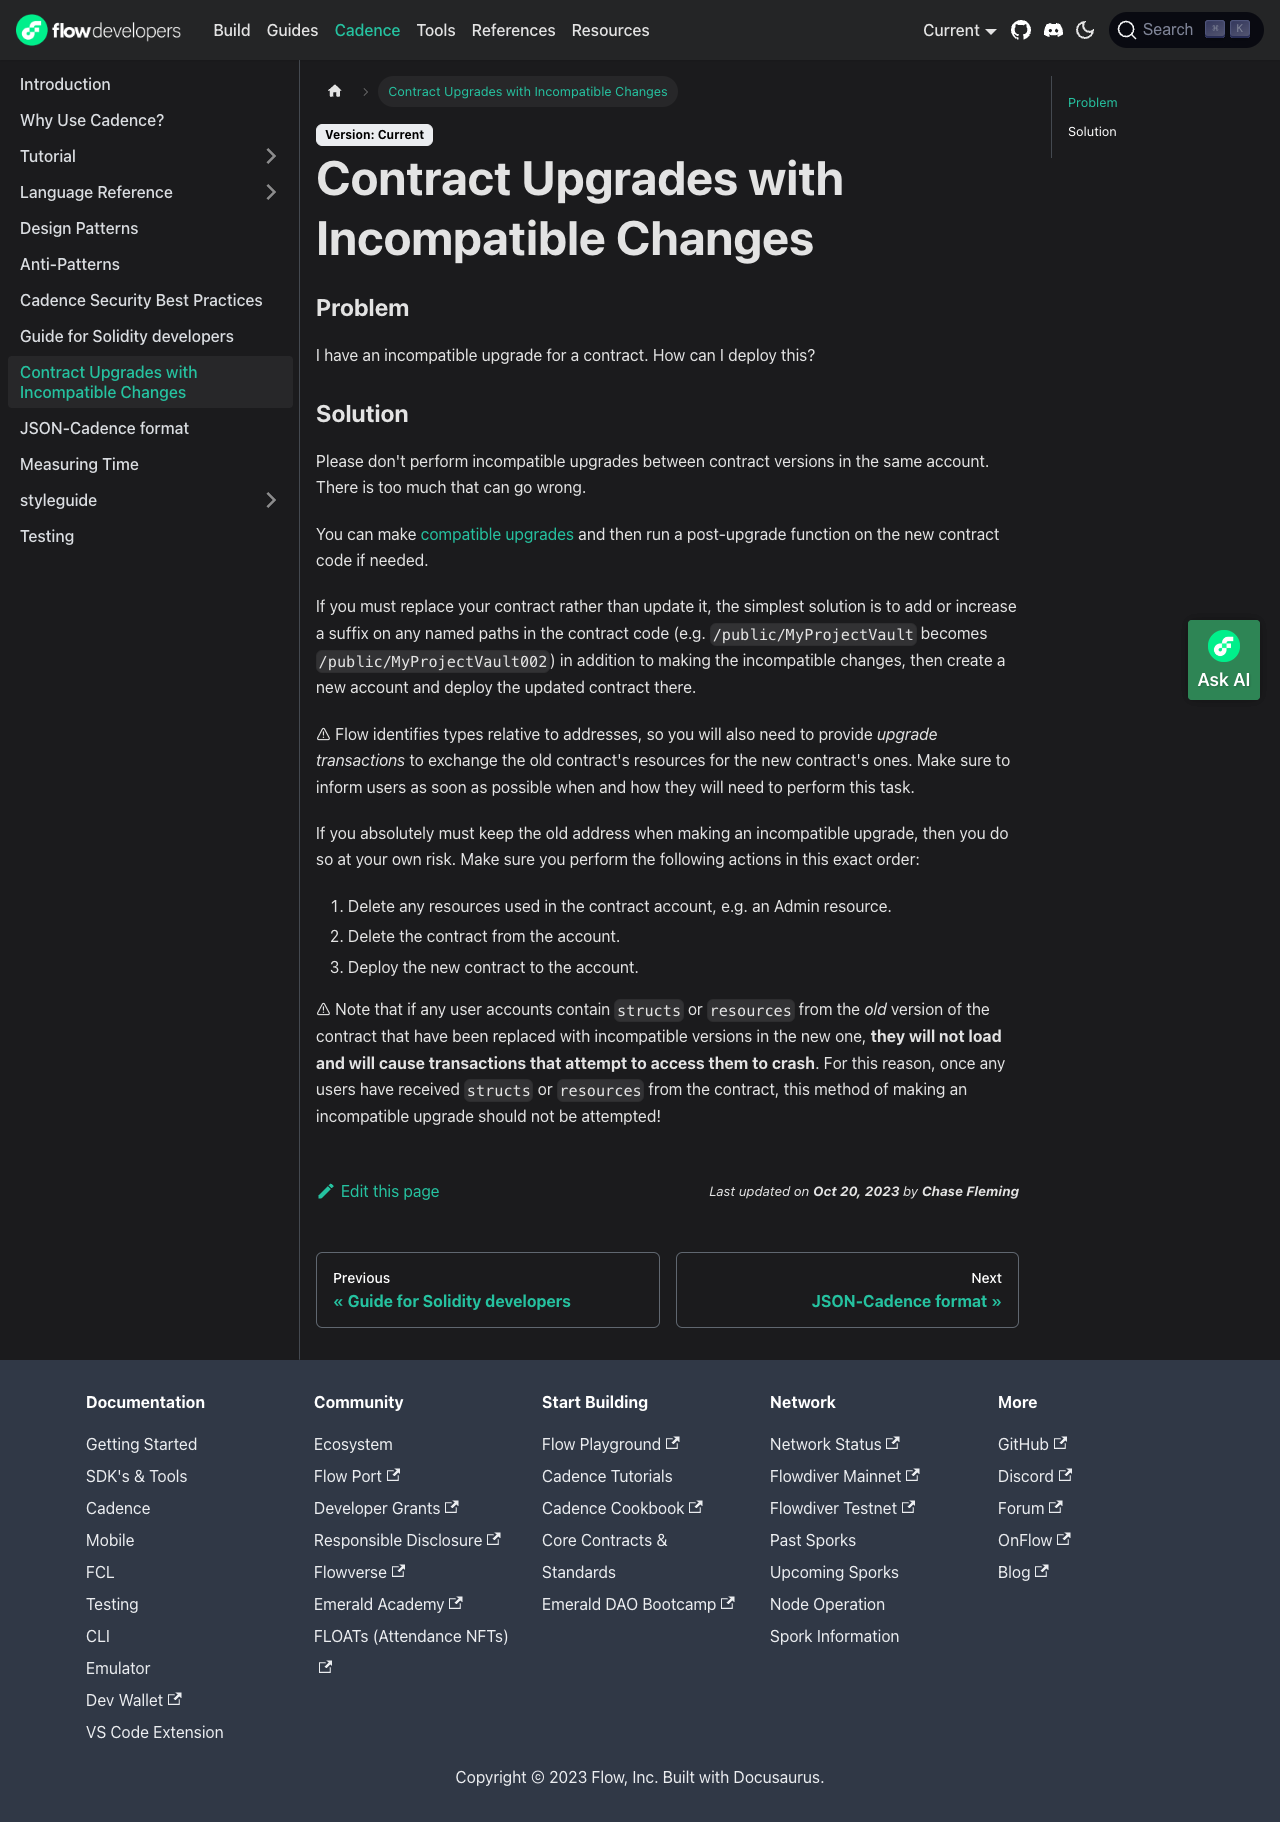 flowdevelopers Build Guides Cadence Tools References Resources Current Search ⌘ K
Introduction
Why Use Cadence?
Tutorial
Language Reference
Design Patterns
Anti-Patterns
Cadence Security Best Practices
Guide for Solidity developers
Contract Upgrades with
Incompatible Changes
JSON-Cadence format
Measuring Time
styleguide
Testing
Contract Upgrades with Incompatible Changes
Version: Current
Contract Upgrades with
Incompatible Changes
Problem
I have an incompatible upgrade for a contract. How can I deploy this?
Solution
Please don't perform incompatible upgrades between contract versions in the same account.
There is too much that can go wrong.
You can make compatible upgrades and then run a post-upgrade function on the new contract
code if needed.
If you must replace your contract rather than update it, the simplest solution is to add or increase
a suffix on any named paths in the contract code (e.g. /public/MyProjectVault becomes
/public/MyProjectVault002) in addition to making the incompatible changes, then create a
new account and deploy the updated contract there.
⚠ Flow identifies types relative to addresses, so you will also need to provide upgrade
transactions to exchange the old contract's resources for the new contract's ones. Make sure to
inform users as soon as possible when and how they will need to perform this task.
If you absolutely must keep the old address when making an incompatible upgrade, then you do
so at your own risk. Make sure you perform the following actions in this exact order:
1. Delete any resources used in the contract account, e.g. an Admin resource.
2. Delete the contract from the account.
3. Deploy the new contract to the account.
⚠ Note that if any user accounts contain structs or resources from the old version of the
contract that have been replaced with incompatible versions in the new one, they will not load
and will cause transactions that attempt to access them to crash. For this reason, once any
users have received structs or resources from the contract, this method of making an
incompatible upgrade should not be attempted!
Edit this page
Last updated on Oct 20, 2023 by Chase Fleming
Previous
« Guide for Solidity developers
Next
JSON-Cadence format »
Problem
Solution
Ask AI
Documentation
Getting Started
SDK's & Tools
Cadence
Mobile
FCL
Testing
CLI
Emulator
Dev Wallet
VS Code Extension
Community
Ecosystem
Flow Port
Developer Grants
Responsible Disclosure
Flowverse
Emerald Academy
FLOATs (Attendance NFTs)
Start Building
Flow Playground
Cadence Tutorials
Cadence Cookbook
Core Contracts &
Standards
Emerald DAO Bootcamp
Network
Network Status
Flowdiver Mainnet
Flowdiver Testnet
Past Sporks
Upcoming Sporks
Node Operation
Spork Information
More
GitHub
Discord
Forum
OnFlow
Blog
Copyright © 2023 Flow, Inc. Built with Docusaurus.